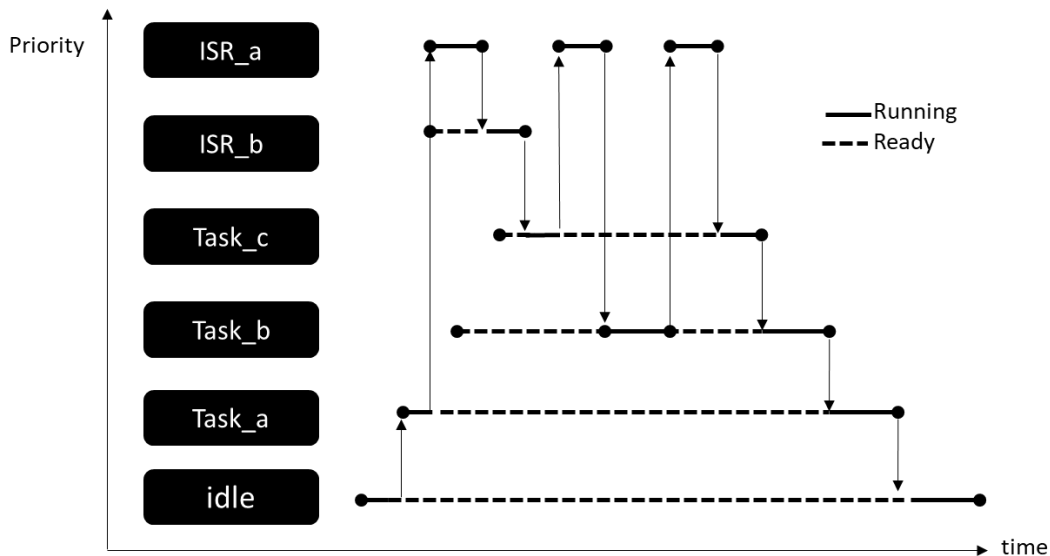 Priority
ISR_a
ISR_b
Running
Ready
Task_c
Task_b
Task_a
idle
time